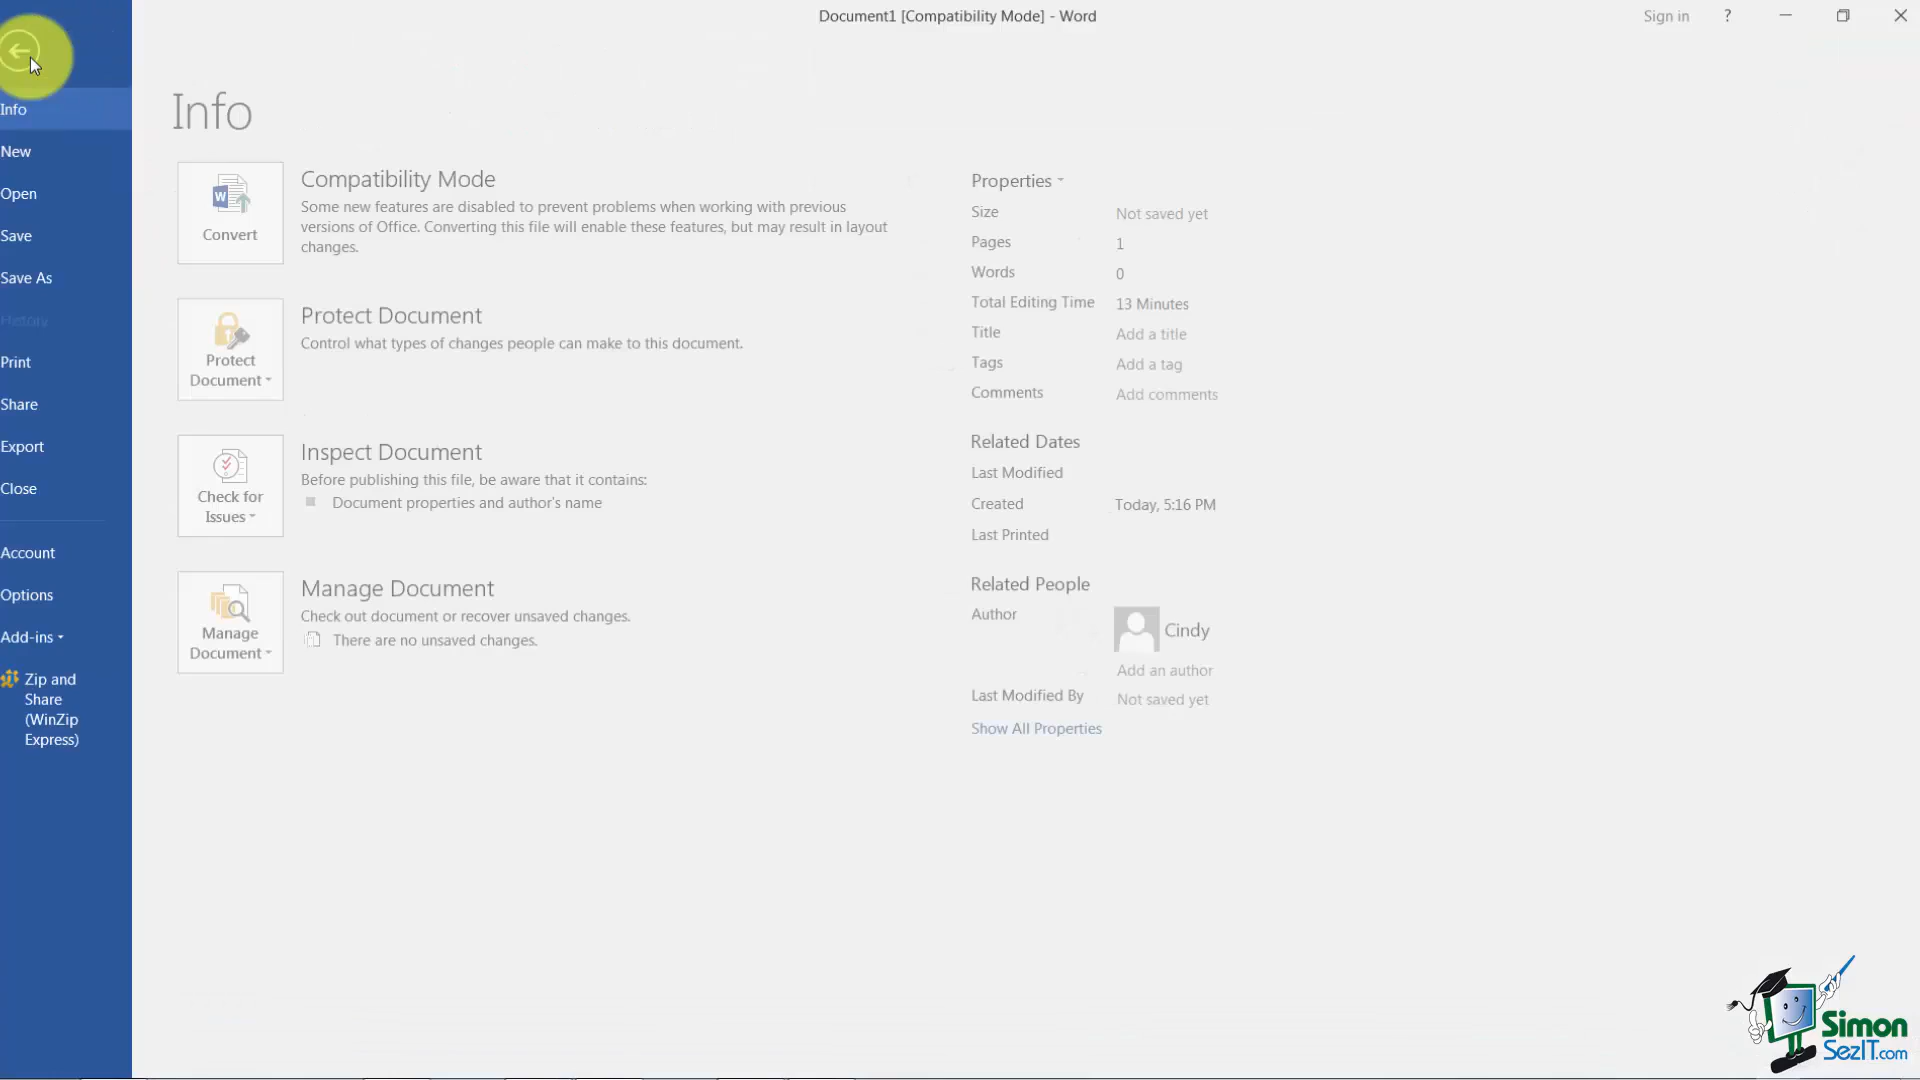 Document1 [Compatibility Mode] - Word
Sign in
?
Info
New
Open
Save
Save As
History
Print
Share
Export
Close
Account
Options
Add-ins
Zip and
Share
(WinZip
Express)
Info
Convert
Compatibility Mode
Some new features are disabled to prevent problems when working with previous
versions of Office. Converting this file will enable these features, but may result in layout
changes.
Protect
Document
Protect Document
Control what types of changes people can make to this document.
Check for
Issues
Inspect Document
Before publishing this file, be aware that it contains:
Document properties and author's name
Manage
Document
Manage Document
Check out document or recover unsaved changes.
There are no unsaved changes.
Properties
Size Not saved yet
Pages 1
Words 0
Total Editing Time 13 Minutes
Title Add a title
Tags Add a tag
Comments Add comments
Related Dates
Last Modified
Created Today, 5:16 PM
Last Printed
Related People
Author Cindy
Add an author
Last Modified By Not saved yet
Show All Properties
Simon
SezIT.com